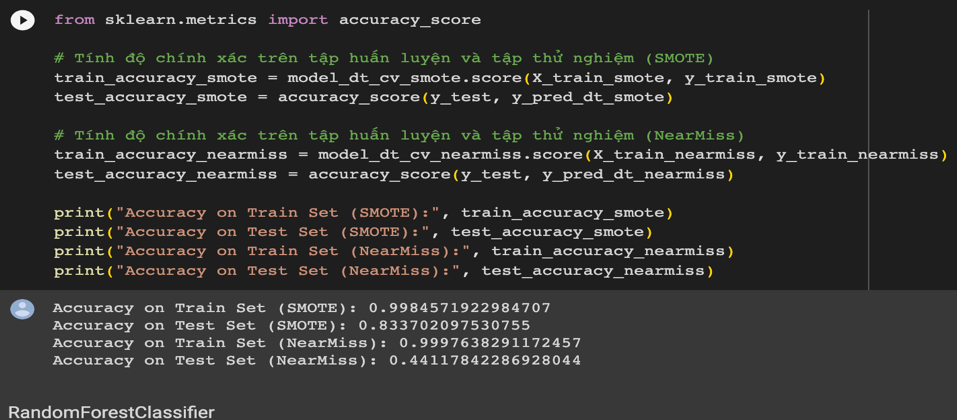 from sklearn.metrics import accuracy_score
# Tính độ chính xác trên tập huấn luyện và tập thử nghiệm (SMOTE)
train_accuracy_smote = model_dt_cv_smote.score(X_train_smote, y_train_smote)
test_accuracy_smote = accuracy_score(y_test, y_pred_dt_smote)
# Tính độ chính xác trên tập huấn luyện và tập thử nghiệm (NearMiss)
train_accuracy_nearmiss = model_dt_cv_nearmiss.score(X_train_nearmiss, y_train_nearmiss)
test_accuracy_nearmiss = accuracy_score(y_test, y_pred_dt_nearmiss)
print("Accuracy on Train Set (SMOTE):", train_accuracy_smote)
print("Accuracy on Test Set (SMOTE):", test_accuracy_smote)
print("Accuracy on Train Set (NearMiss):", train_accuracy_nearmiss)
print("Accuracy on Test Set (NearMiss):", test_accuracy_nearmiss)
Accuracy on Train Set (SMOTE): 0.9984571922984707
Accuracy on Test Set (SMOTE): 0.833702097530755
Accuracy on Train Set (NearMiss): 0.9997638291172457
Accuracy on Test Set (NearMiss): 0.44117842286928044
RandomForestClassifier